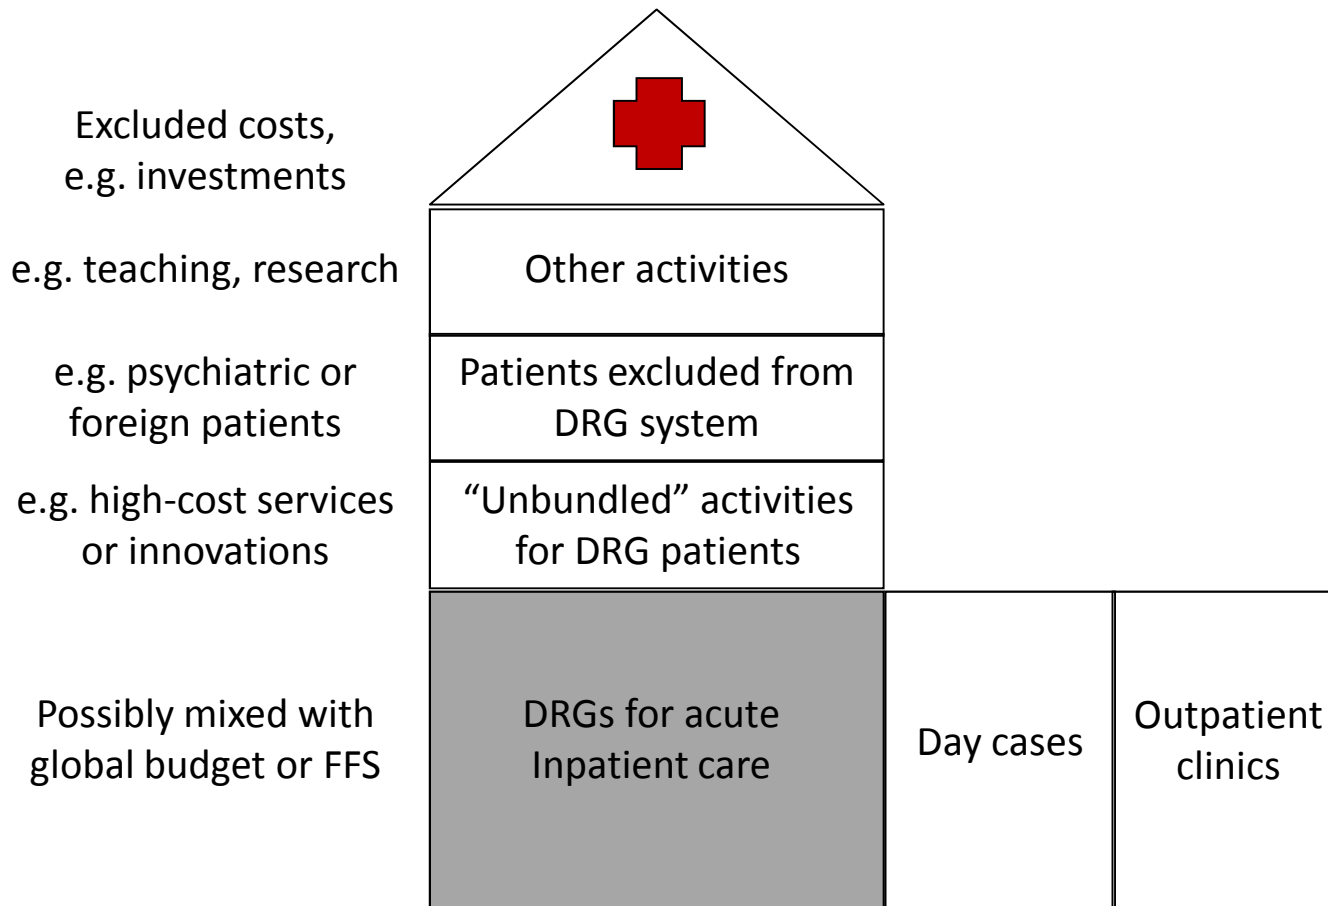 Excluded costs,
e.g. investments
e.g. teaching, research
Other activities
e.g. psychiatric or
foreign patients
Patients excluded from
DRG system
e.g. high-cost services
or innovations
“Unbundled” activities
for DRG patients
Possibly mixed with
global budget or FFS
DRGs for acute
Inpatient care
Day cases
Outpatient
clinics